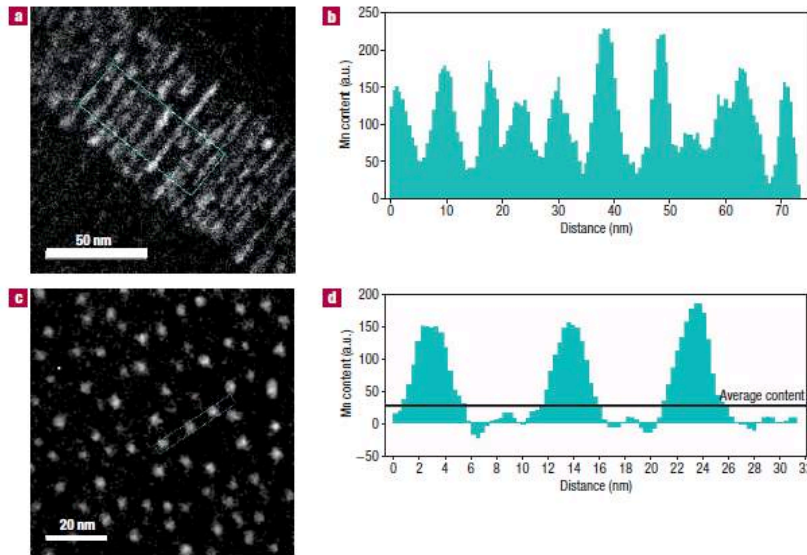 a
50 nm
b
250
200
150
100
50
0
Mn content (a.u.)
0 10 20 30 40 50 60 70
Distance (nm)
c
20 nm
d
200
150
100
50
0
−50
Mn content (a.u.)
Average content
0 2 4 6 8 10 12 14 16 18 20 22 24 26 28 30 32
Distance (nm)